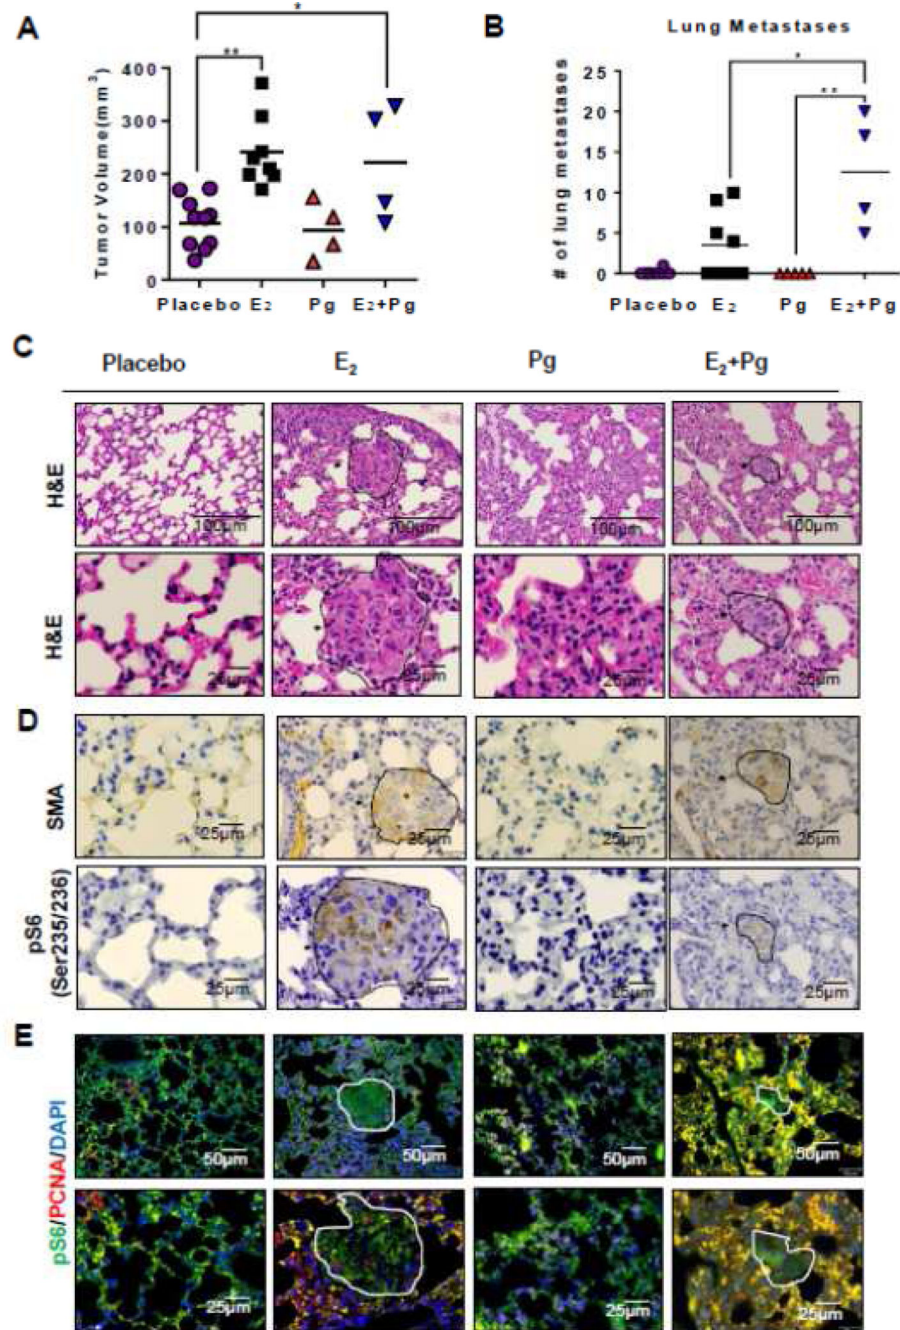 A
*
**
Tumor Volume(mm³)
400
300
200
100
0
Placebo E₂ Pg E₂+Pg
B
Lung Metastases
*
**
# of lung metastases
25
20
15
10
5
0
Placebo E₂ Pg E₂+Pg
C
Placebo E₂ Pg E₂+Pg
H&E
100µm 100µm 100µm 100µm
H&E
25µm 25µm 25µm 25µm
D
SMA
25µm 25µm 25µm 25µm
pS6
(Ser235/236)
25µm 25µm 25µm 25µm
E
pS6/PCNA/DAPI
50µm 50µm 50µm 50µm
25µm 25µm 25µm 25µm